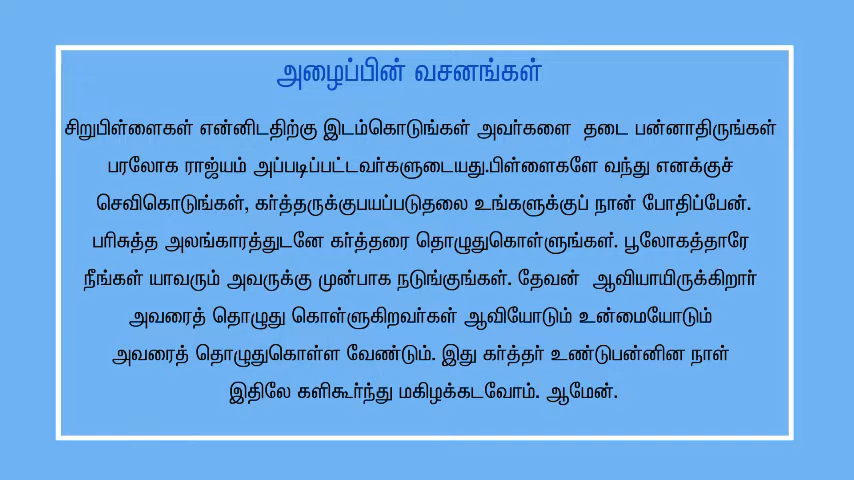 அழைப்பின் வசனங்கள்
சிறுபிள்ளைகள் என்னிடதிற்கு இடம்கொடுங்கள் அவர்களை தடை பன்னாதிருங்கள்
பரலோக ராஜ்யம் அப்படிப்பட்டவர்களுடையது.பிள்ளைகளே வந்து எனக்குச்
செவிகொடுங்கள், கர்த்தருக்குபயப்படுதலை உங்களுக்குப் நான் போதிப்பேன்.
பரிசுத்த அலங்காரத்துடனே கர்த்தரை தொழுதுகொள்ளுங்கள். பூலோகத்தாரே
நீங்கள் யாவரும் அவருக்கு முன்பாக நடுங்குங்கள். தேவன் ஆவியாயிருக்கிறார்
அவரைத் தொழுது கொள்ளுகிறவர்கள் ஆவியோடும் உன்மையோடும்
அவரைத் தொழுதுகொள்ள வேண்டும். இது கர்த்தர் உண்டுபன்னின நாள்
இதிலே களிகூர்ந்து மகிழக்கடவோம். ஆமேன்.